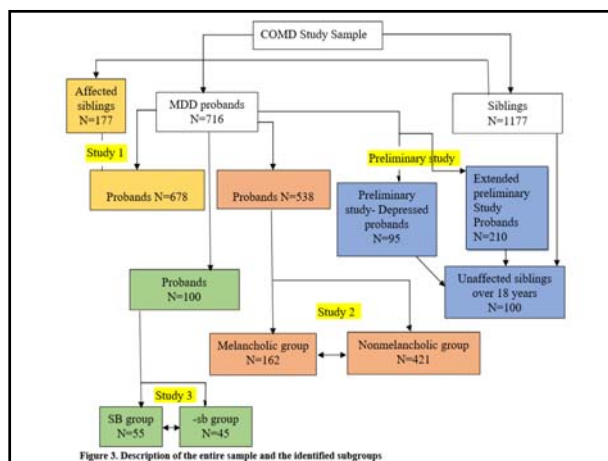 COMD Study Sample
Affected
siblings
N=177
MDD probands
N=716
Siblings
N=1177
Study 1
Preliminary study
Probands N=678
Probands N=538
Preliminary
study- Depressed
probands
N=95
Extended preliminary
Study
Probands
N=210
Probands
N=100
Unaffected siblings
over 18 years
N=100
Study 2
Melancholic group
N=162
Nonmelancholic group
N=421
Study 3
SB group
N=55
-sb group
N=45
Figure 3. Description of the entire sample and the identified subgroups